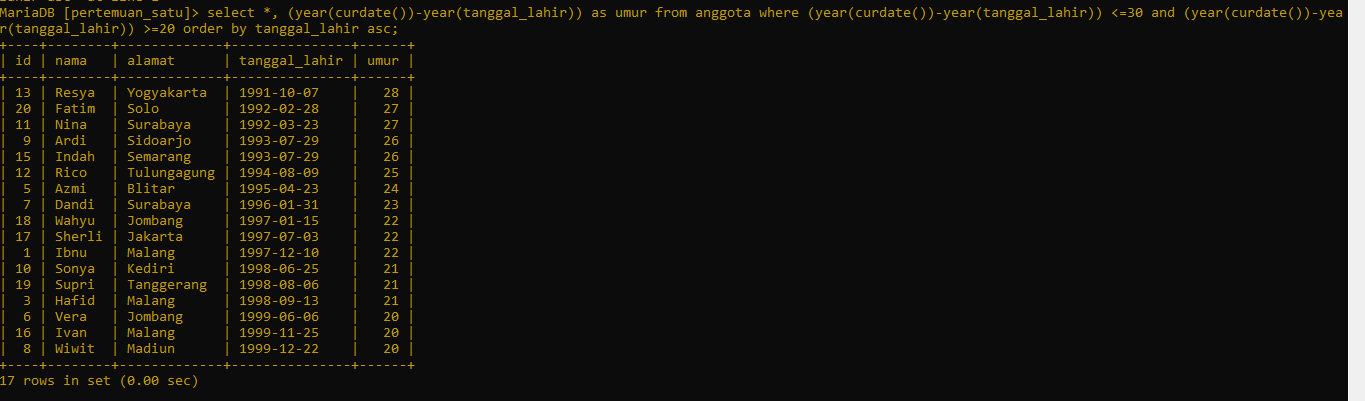 MariaDB [pertemuan_satu]> select *, (year(curdate())-year(tanggal_lahir)) as umur from anggota where (year(curdate())-year(tanggal_lahir)) <=30 and (year(curdate())-yea
r(tanggal_lahir)) >=20 order by tanggal_lahir asc;
+----+--------+-------------+---------------+------+
| id | nama   | alamat      | tanggal_lahir | umur |
+----+--------+-------------+---------------+------+
| 13 | Resya  | Yogyakarta  | 1991-10-07    |   28 |
| 20 | Fatim  | Solo        | 1992-02-28    |   27 |
| 11 | Nina   | Surabaya    | 1992-03-23    |   27 |
|  9 | Ardi   | Sidoarjo    | 1993-07-29    |   26 |
| 15 | Indah  | Semarang    | 1993-07-29    |   26 |
| 12 | Rico   | Tulungagung | 1994-08-09    |   25 |
|  5 | Azmi   | Blitar      | 1995-04-23    |   24 |
|  7 | Dandi  | Surabaya    | 1996-01-31    |   23 |
| 18 | Wahyu  | Jombang     | 1997-01-15    |   22 |
| 17 | Sherli | Jakarta     | 1997-07-03    |   22 |
|  1 | Ibnu   | Malang      | 1997-12-10    |   22 |
| 10 | Sonya  | Kediri      | 1998-06-25    |   21 |
| 19 | Supri  | Tanggerang  | 1998-08-06    |   21 |
|  3 | Hafid  | Malang      | 1998-09-13    |   21 |
|  6 | Vera   | Jombang     | 1999-06-06    |   20 |
| 16 | Ivan   | Malang      | 1999-11-25    |   20 |
|  8 | Wiwit  | Madiun      | 1999-12-22    |   20 |
+----+--------+-------------+---------------+------+
17 rows in set (0.00 sec)